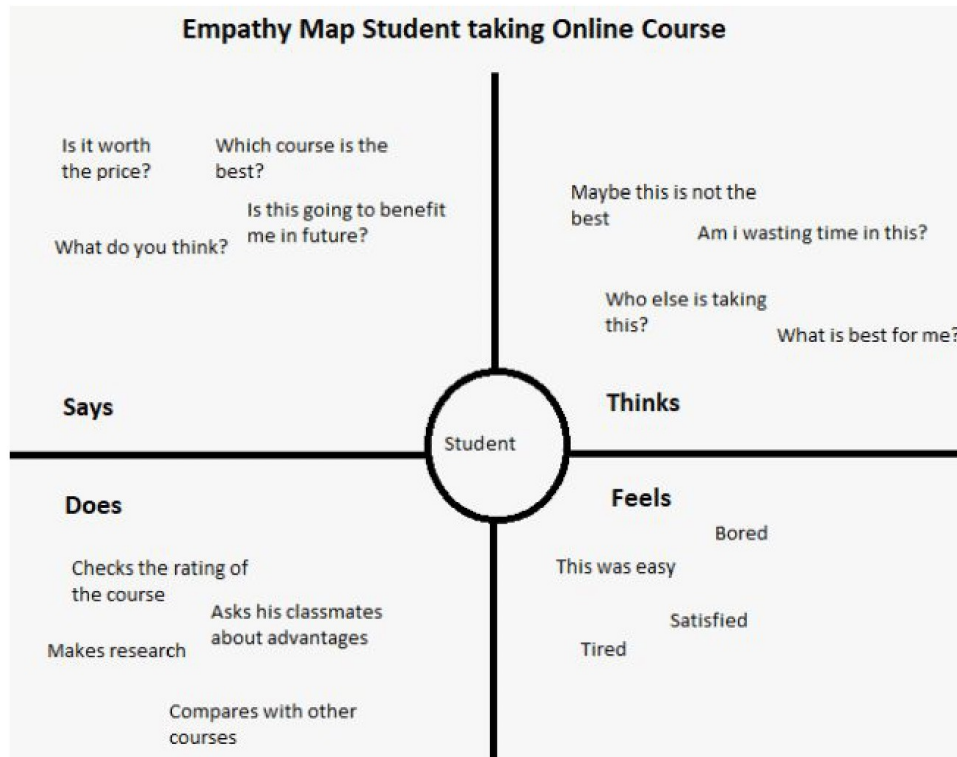 Empathy Map Student taking Online Course
Is it worth
the price?
Which course is the
best?
Is this going to benefit
me in future?
What do you think?
Says
Maybe this is not the
best
Am i wasting time in this?
Who else is taking
this?
What is best for me?
Thinks
Student
Does
Checks the rating of
the course
Asks his classmates
about advantages
Makes research
Compares with other
courses
Feels
Bored
This was easy
Satisfied
Tired